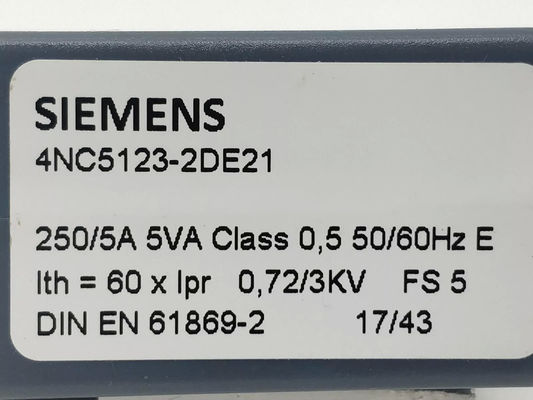 SIEMENS
4NC5123-2DE21
250/5A 5VA Class 0,5 50/60Hz E
Ith = 60 x Ipr 0,72/3KV FS 5
DIN EN 61869-2 17/43